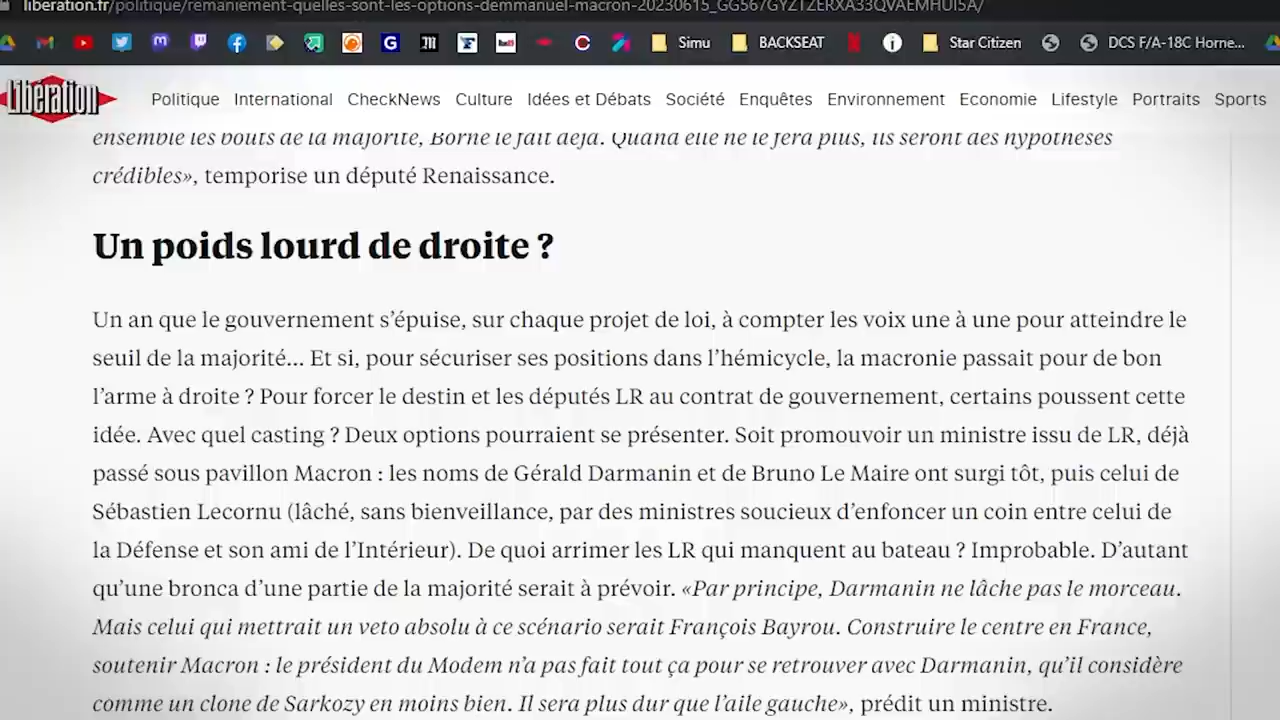 liberation.fr/politique/remaniement-quelles-sont-les-options-demmanuel-macron-20230615_GG567GYZTZERXA33QVAEMHUI5A/
Simu BACKSEAT Star Citizen DCS F/A-18C Horne...
Libération Politique International CheckNews Culture Idées et Débats Société Enquêtes Environnement Economie Lifestyle Portraits Sports
ensemble les bouts de la majorité, Borne le fait déjà. Quand elle ne le fera plus, ils seront des hypothèses
crédibles», temporise un député Renaissance.
Un poids lourd de droite ?
Un an que le gouvernement s’épuise, sur chaque projet de loi, à compter les voix une à une pour atteindre le
seuil de la majorité... Et si, pour sécuriser ses positions dans l’hémicycle, la macronie passait pour de bon
l’arme à droite ? Pour forcer le destin et les députés LR au contrat de gouvernement, certains poussent cette
idée. Avec quel casting ? Deux options pourraient se présenter. Soit promouvoir un ministre issu de LR, déjà
passé sous pavillon Macron : les noms de Gérald Darmanin et de Bruno Le Maire ont surgi tôt, puis celui de
Sébastien Lecornu (lâché, sans bienveillance, par des ministres soucieux d’enfoncer un coin entre celui de
la Défense et son ami de l’Intérieur). De quoi arrimer les LR qui manquent au bateau ? Improbable. D’autant
qu’une bronca d’une partie de la majorité serait à prévoir. «Par principe, Darmanin ne lâche pas le morceau.
Mais celui qui mettrait un veto absolu à ce scénario serait François Bayrou. Construire le centre en France,
soutenir Macron : le président du Modem n’a pas fait tout ça pour se retrouver avec Darmanin, qu’il considère
comme un clone de Sarkozy en moins bien. Il sera plus dur que l’aile gauche», prédit un ministre.